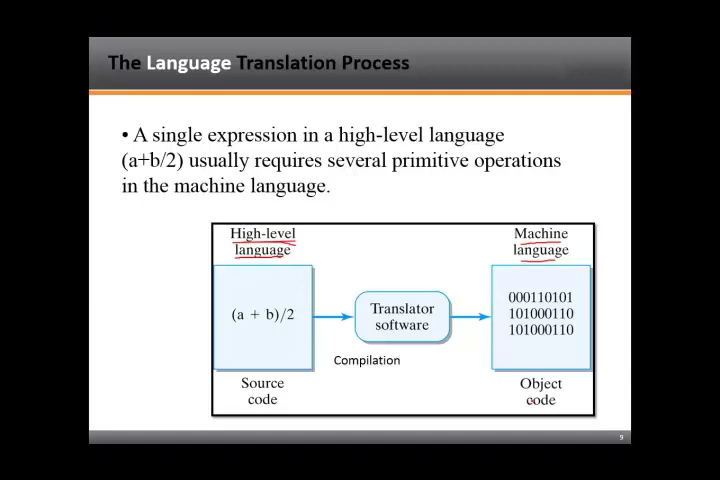 The Language Translation Process
• A single expression in a high-level language
(a+b/2) usually requires several primitive operations
in the machine language.
High-level
language
Machine
language
(a + b)/2
Translator
software
000110101
101000110
101000110
Compilation
Source
code
Object
code
9